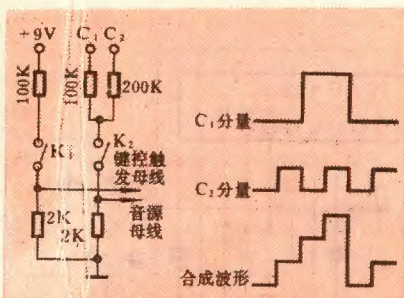 +9V C₁ C₂
100K 100K 200K
K₁ K₂
键控触
发母线
2K 2K
音源
母线
C₁分量
C₂分量
合成波形